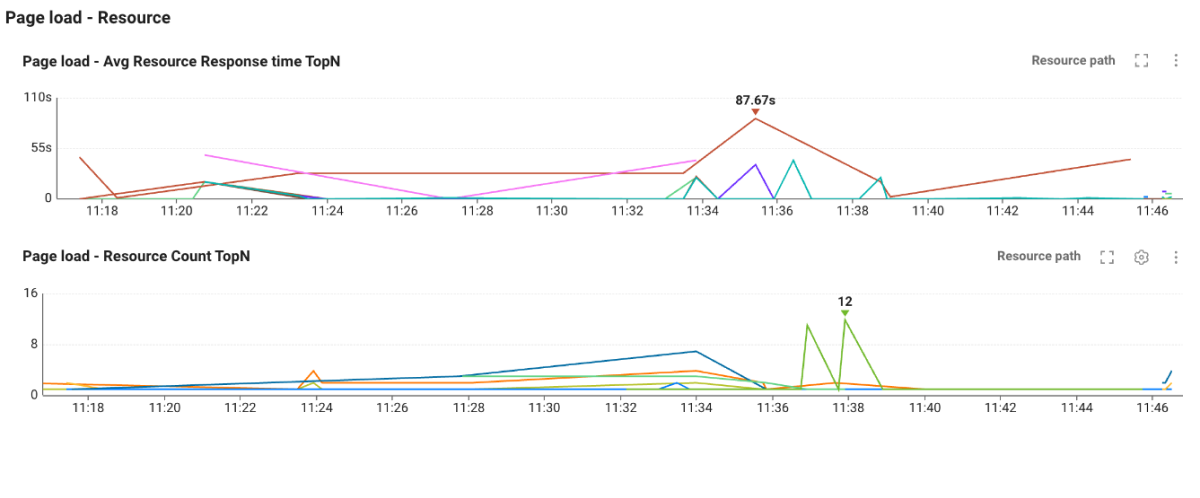 Page load - Resource
Page load - Avg Resource Response time TopN
Resource path
110s
87.67s
55s
0
11:18 11:20 11:22 11:24 11:26 11:28 11:30 11:32 11:34 11:36 11:38 11:40 11:42 11:44 11:46
Page load - Resource Count TopN
Resource path
16
12
8
0
11:18 11:20 11:22 11:24 11:26 11:28 11:30 11:32 11:34 11:36 11:38 11:40 11:42 11:44 11:46